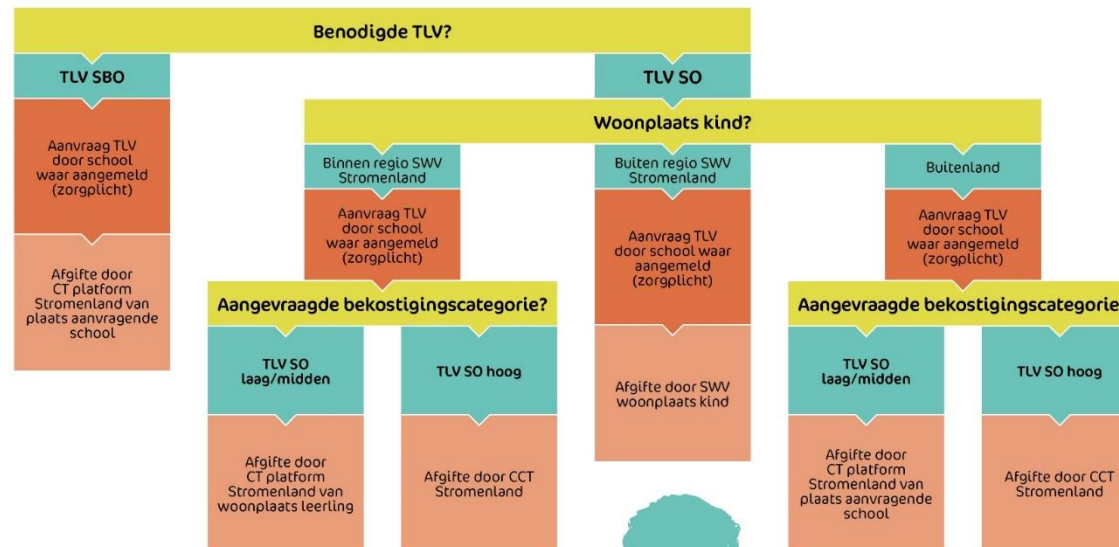 Benodigde TLV?
TLV SBO
TLV SO
Aanvraag TLV
door school
waar aangemeld
(zorgplicht)
Afgifte door
CT platform
Stromenland van
plaats aanvragende
school
Woonplaats kind?
Binnen regio SWV
Stromenland
Buiten regio SWV
Stromenland
Buitenland
Aanvraag TLV
door school
waar aangemeld
(zorgplicht)
Aanvraag TLV
door school waar
aangemeld
(zorgplicht)
Aanvraag TLV
door school
waar aangemeld
(zorgplicht)
Aangevraagde bekostigingscategorie?
TLV SO
laag/midden
TLV SO hoog
Afgifte door
CT platform
Stromenland van
woonplaats leerling
Afgifte door CCT
Stromenland
Afgifte door SWV
woonplaats kind
Aangevraagde bekostigingscategorie
TLV SO
laag/midden
TLV SO hoog
Afgifte door
CT platform
Stromenland van
plaats aanvragende
school
Afgifte door CCT
Stromenland